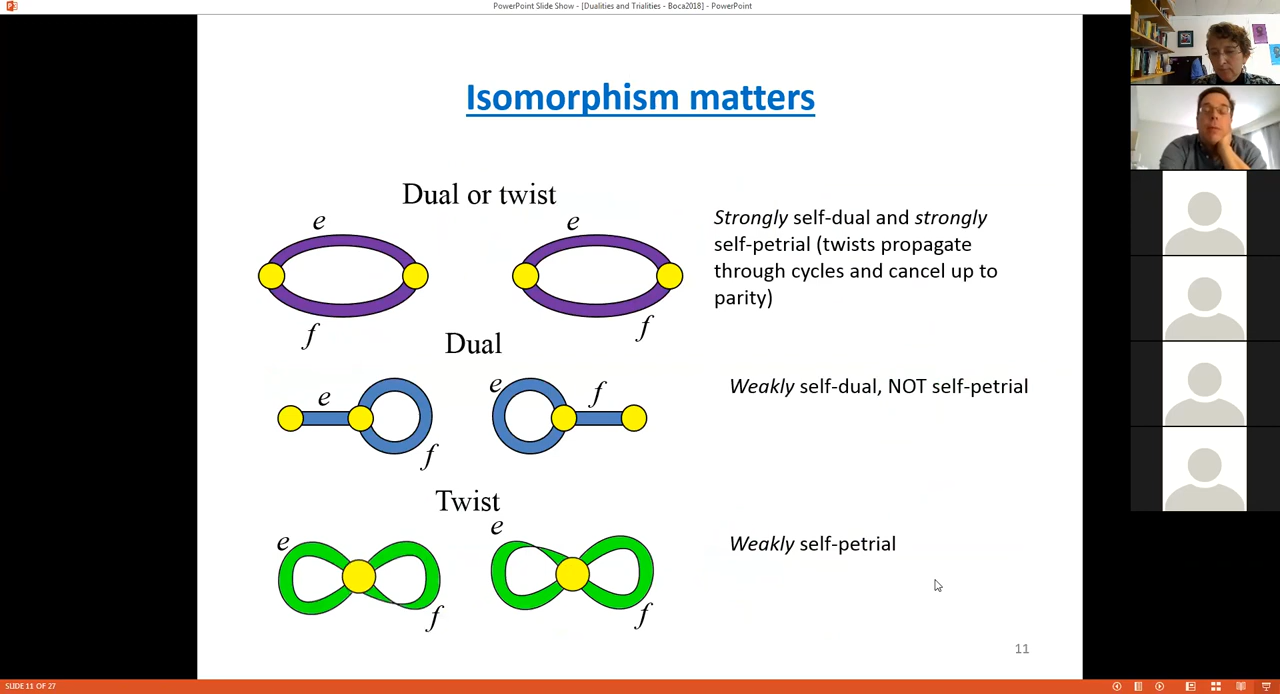 PowerPoint Slide Show - [Dualities and Trialities - Boca2018] - PowerPoint
Isomorphism matters
Dual or twist
e
e
f
f
Strongly self-dual and strongly
self-petrial (twists propagate
through cycles and cancel up to
parity)
Dual
e
f
e
f
Weakly self-dual, NOT self-petrial
Twist
e
f
e
f
Weakly self-petrial
11
SLIDE 11 OF 27